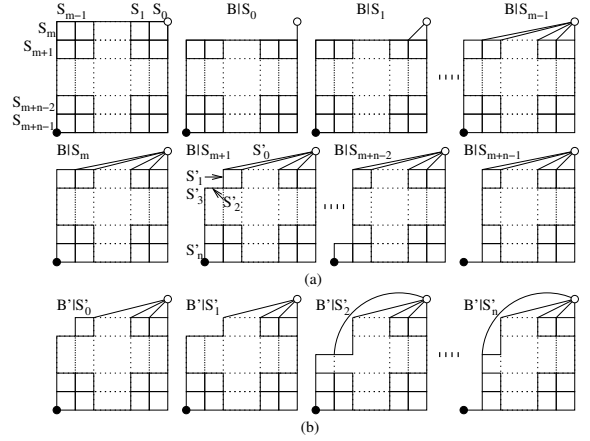 S_{m-1} S_1 S_0 B|S_0 B|S_1 B|S_{m-1}
S_m
S_{m+1}
S_{m+n-2}
S_{m+n-1}
B|S_m B|S_{m+1} S'_0 B|S_{m+n-2} B|S_{m+n-1}
S'_1
S'_3 S'_2
S'_n
(a)
B'|S'_0 B'|S'_1 B'|S'_2 B'|S'_n
(b)